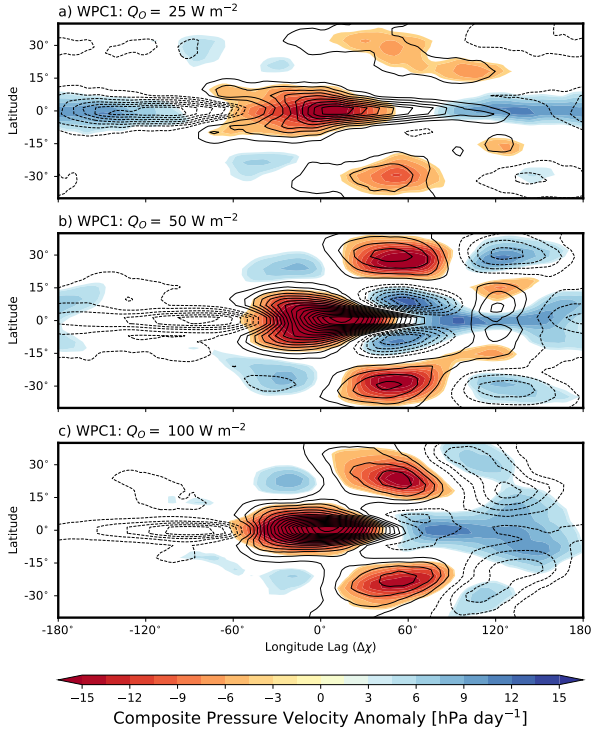 a) WPC1: Q_O = 25 W m⁻²
30°
15°
0°
-15°
-30°
Latitude
b) WPC1: Q_O = 50 W m⁻²
30°
15°
0°
-15°
-30°
Latitude
c) WPC1: Q_O = 100 W m⁻²
30°
15°
0°
-15°
-30°
Latitude
-180° -120° -60° 0° 60° 120° 180
Longitude Lag (Δχ)
−15 −12 −9 −6 −3 0 3 6 9 12 15
Composite Pressure Velocity Anomaly [hPa day⁻¹]